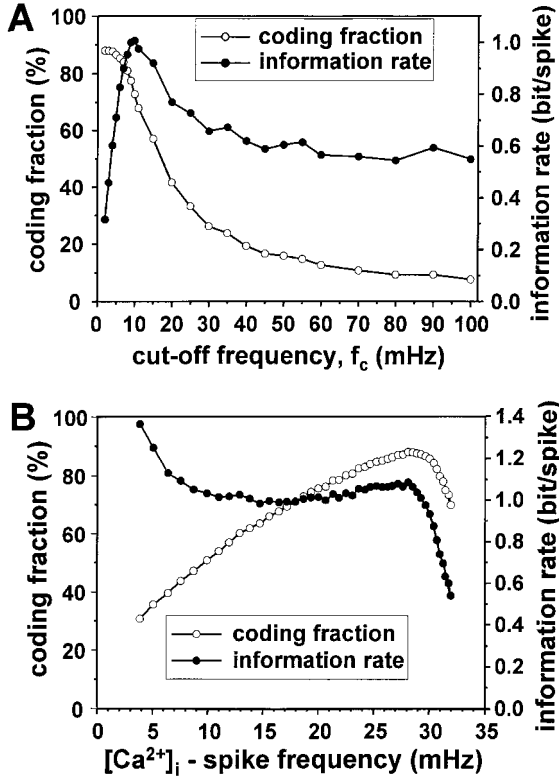 A
coding fraction
information rate
coding fraction (%)
100
80
60
40
20
0
information rate (bit/spike)
1.0
0.8
0.6
0.4
0.2
0.0
0 10 20 30 40 50 60 70 80 90 100
cut-off frequency, fc (mHz)
B
coding fraction (%)
100
80
60
40
20
0
information rate (bit/spike)
1.4
1.2
1.0
0.8
0.6
0.4
0.2
0.0
coding fraction
information rate
0 5 10 15 20 25 30 35
[Ca²⁺]i - spike frequency (mHz)